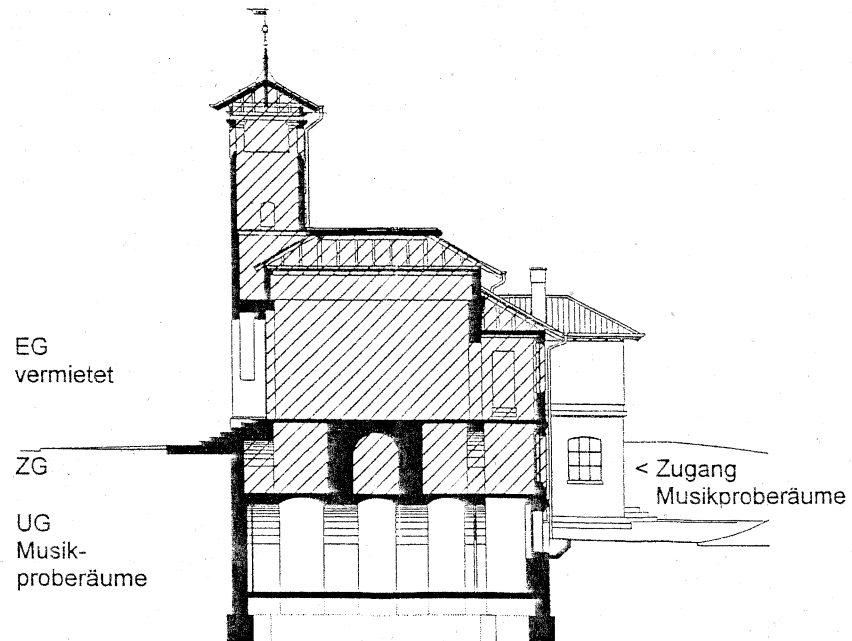 EG
vermietet
ZG
< Zugang
Musikproberäume
UG
Musik-
proberäume